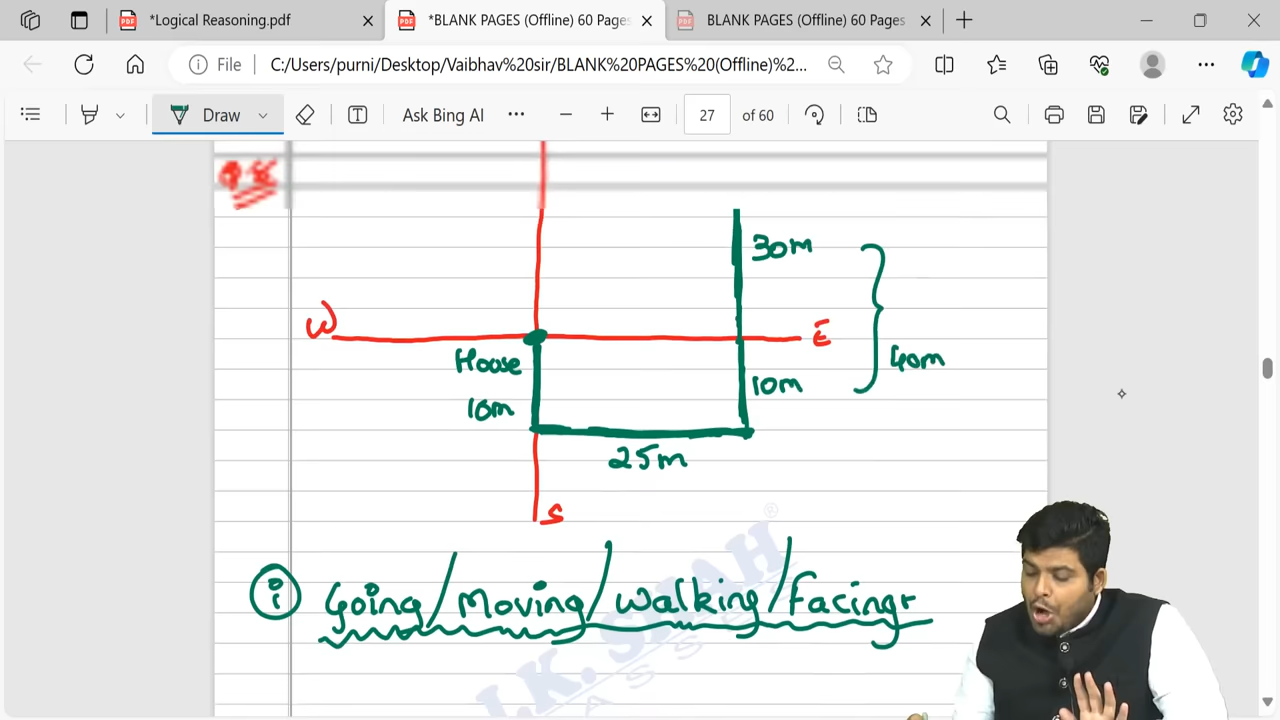 *Logical Reasoning.pdf
*BLANK PAGES (Offline) 60 Pages
BLANK PAGES (Offline) 60 Pages
File
C:/Users/purni/Desktop/Vaibhav%20sir/BLANK%20PAGES%20(Offline)%2...
Draw
Ask Bing AI
27 of 60
30m
W
E
House
40m
10m
10m
25m
S
i Going/Moving/Walking/Facing
J.K. SHAH
®